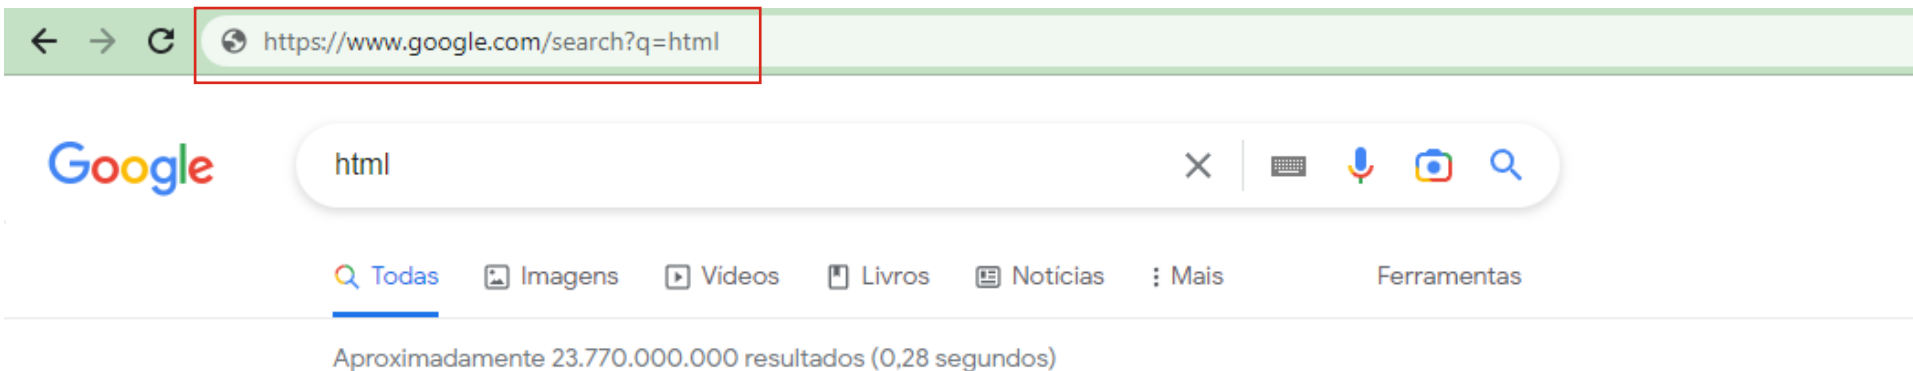 https://www.google.com/search?q=html
Google html
Todas Imagens Vídeos Livros Notícias Mais Ferramentas
Aproximadamente 23.770.000.000 resultados (0,28 segundos)